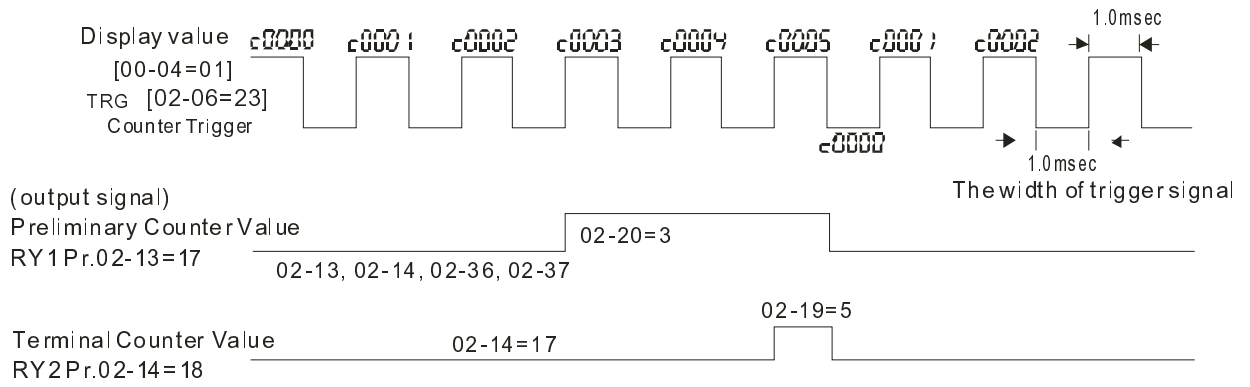 1.0msec
Display value c0000 c0001 c0002 c0003 c0004 c0005 c0001 c0002
[00-04=01]
TRG [02-06=23]
Counter Trigger
c0000
1.0msec
The width of trigger signal
(output signal)
Preliminary Counter Value
02-20=3
RY1 Pr.02-13=17
02-13, 02-14, 02-36, 02-37
02-19=5
Terminal Counter Value
02-14=17
RY2 Pr.02-14=18